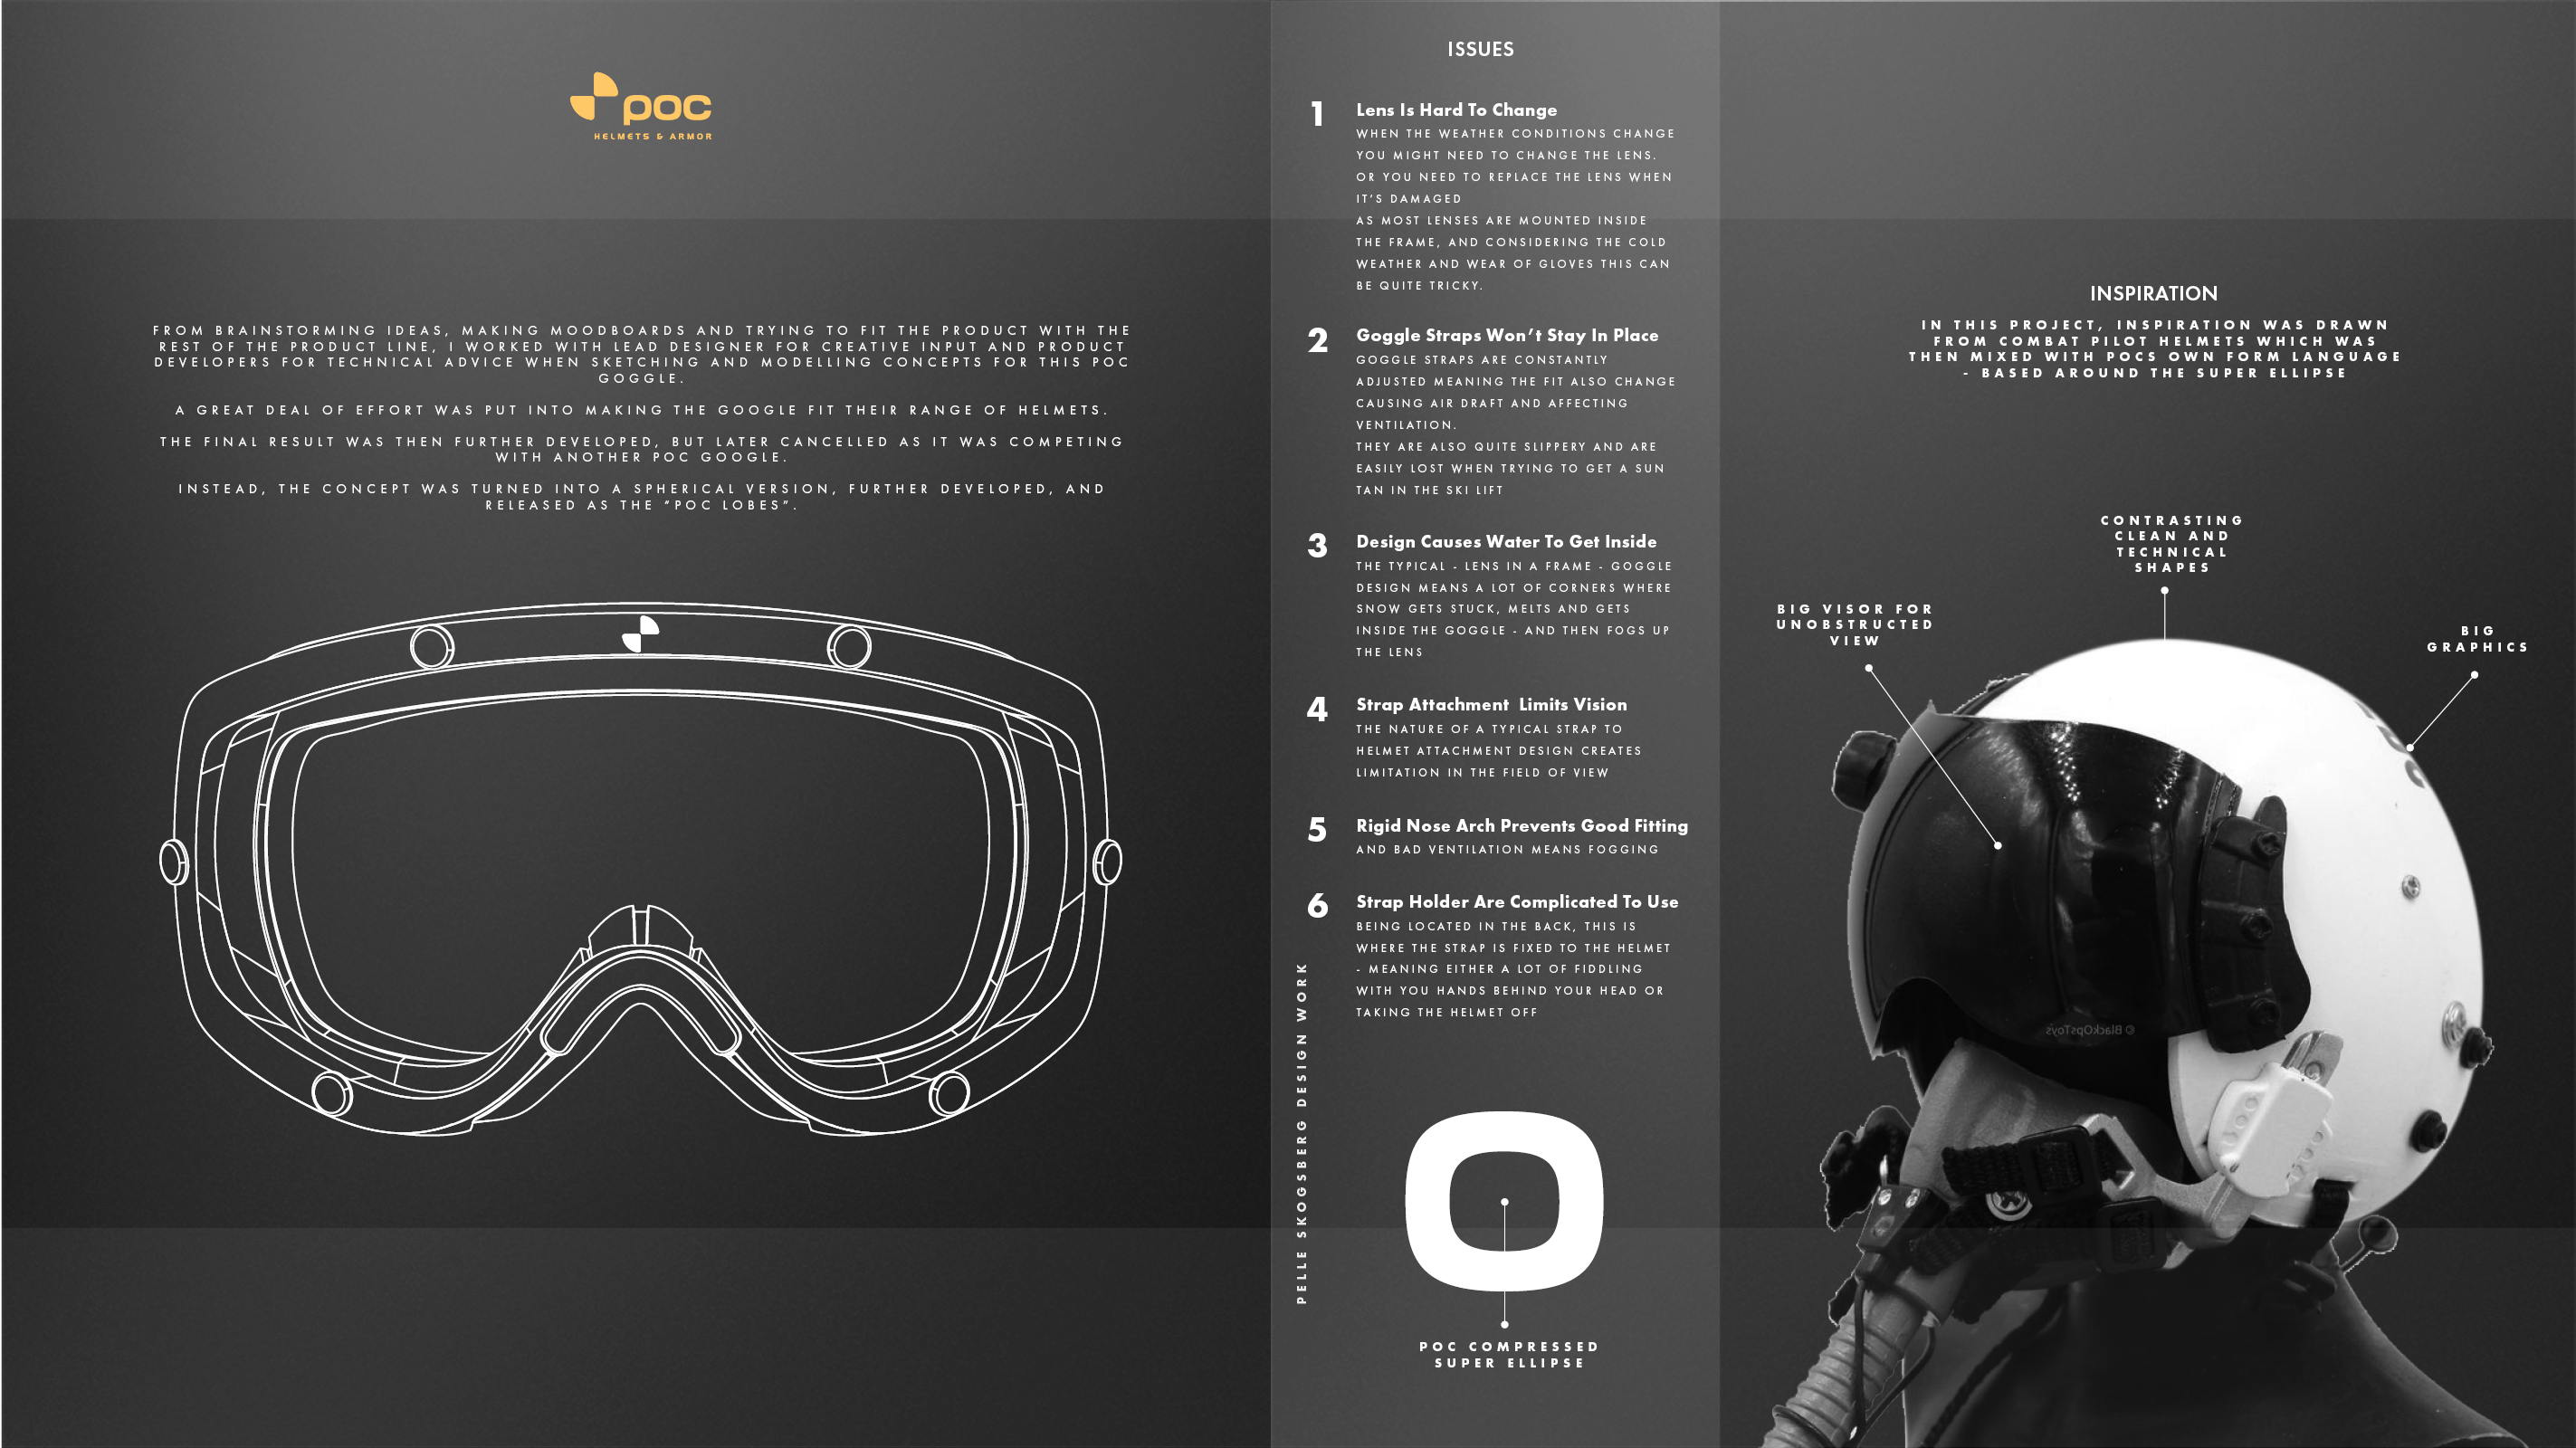 poc
HELMETS & ARMOR
FROM BRAINSTORMING IDEAS, MAKING MOODBOARDS AND TRYING TO FIT THE PRODUCT WITH THE
REST OF THE PRODUCT LINE, I WORKED WITH LEAD DESIGNER FOR CREATIVE INPUT AND PRODUCT
DEVELOPERS FOR TECHNICAL ADVICE WHEN SKETCHING AND MODELLING CONCEPTS FOR THIS POC
GOGGLE.
A GREAT DEAL OF EFFORT WAS PUT INTO MAKING THE GOOGLE FIT THEIR RANGE OF HELMETS.
THE FINAL RESULT WAS THEN FURTHER DEVELOPED, BUT LATER CANCELLED AS IT WAS COMPETING
WITH ANOTHER POC GOOGLE.
INSTEAD, THE CONCEPT WAS TURNED INTO A SPHERICAL VERSION, FURTHER DEVELOPED, AND
RELEASED AS THE "POC LOBES".
ISSUES
1 Lens Is Hard To Change
WHEN THE WEATHER CONDITIONS CHANGE
YOU MIGHT NEED TO CHANGE THE LENS.
OR YOU NEED TO REPLACE THE LENS WHEN
IT'S DAMAGED
AS MOST LENSES ARE MOUNTED INSIDE
THE FRAME, AND CONSIDERING THE COLD
WEATHER AND WEAR OF GLOVES THIS CAN
BE QUITE TRICKY.
2 Goggle Straps Won't Stay In Place
GOGGLE STRAPS ARE CONSTANTLY
ADJUSTED MEANING THE FIT ALSO CHANGE
CAUSING AIR DRAFT AND AFFECTING
VENTILATION.
THEY ARE ALSO QUITE SLIPPERY AND ARE
EASILY LOST WHEN TRYING TO GET A SUN
TAN IN THE SKI LIFT
3 Design Causes Water To Get Inside
THE TYPICAL - LENS IN A FRAME - GOGGLE
DESIGN MEANS A LOT OF CORNERS WHERE
SNOW GETS STUCK, MELTS AND GETS
INSIDE THE GOGGLE - AND THEN FOGS UP
THE LENS
4 Strap Attachment Limits Vision
THE NATURE OF A TYPICAL STRAP TO
HELMET ATTACHMENT DESIGN CREATES
LIMITATION IN THE FIELD OF VIEW
5 Rigid Nose Arch Prevents Good Fitting
AND BAD VENTILATION MEANS FOGGING
6 Strap Holder Are Complicated To Use
BEING LOCATED IN THE BACK, THIS IS
WHERE THE STRAP IS FIXED TO THE HELMET
- MEANING EITHER A LOT OF FIDDLING
WITH YOU HANDS BEHIND YOUR HEAD OR
TAKING THE HELMET OFF
PELLE SKOGSBERG DESIGN WORK
POC COMPRESSED
SUPER ELLIPSE
INSPIRATION
IN THIS PROJECT, INSPIRATION WAS DRAWN
FROM COMBAT PILOT HELMETS WHICH WAS
THEN MIXED WITH POCS OWN FORM LANGUAGE
- BASED AROUND THE SUPER ELLIPSE
CONTRASTING
CLEAN AND
TECHNICAL
SHAPES
BIG VISOR FOR
UNOBSTRUCTED
VIEW
BIG
GRAPHICS
© BlackOpsToys